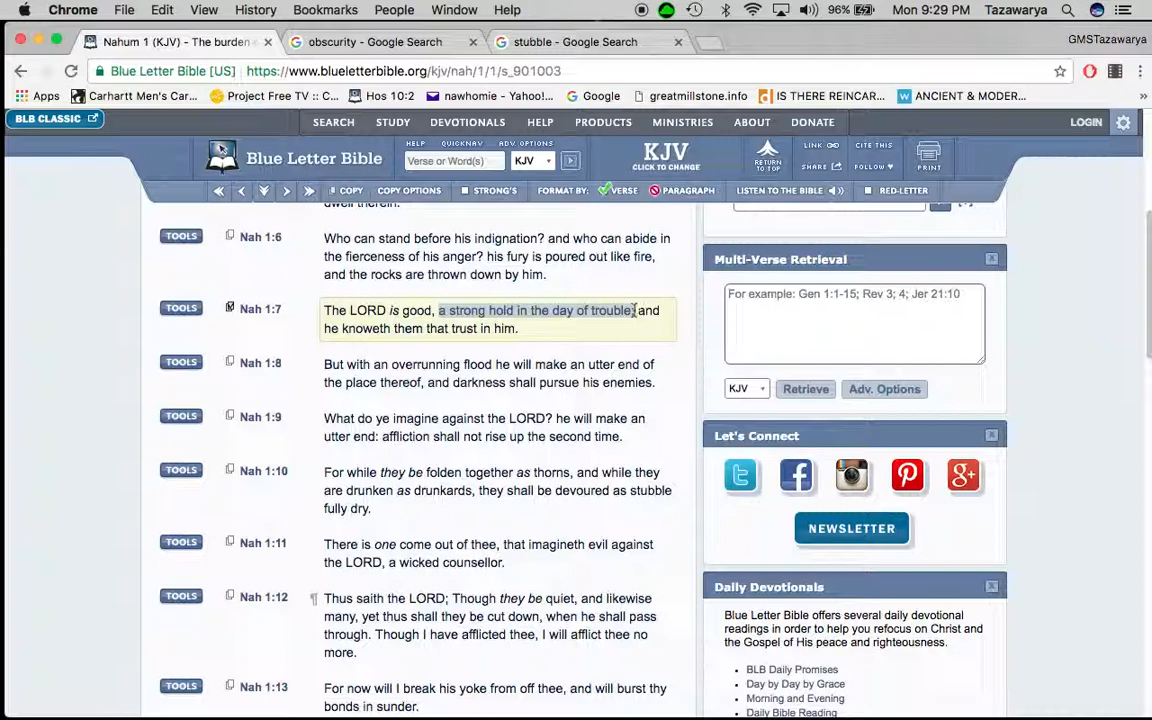 Chrome File Edit View History Bookmarks People Window Help 96% Mon 9:29 PM Tazawarya
Nahum 1 (KJV) - The burden × obscurity - Google Search × stubble - Google Search × GMSTazawarya
Blue Letter Bible [US] https://www.blueletterbible.org/kjv/nah/1/1/s_901003
Apps Carhartt Men's Car... Project Free TV :: C... Hos 10:2 nawhomie - Yahoo!... Google greatmillstone.info IS THERE REINCAR... ANCIENT & MODER... »
BLB CLASSIC SEARCH STUDY DEVOTIONALS HELP PRODUCTS MINISTRIES ABOUT DONATE LOGIN
HELP QUICKNAV ADV. OPTIONS
Blue Letter Bible Verse or Word(s) KJV KJV CLICK TO CHANGE RETURN TO TOP LINK CITE THIS SHARE FOLLOW PRINT
COPY COPY OPTIONS STRONG'S FORMAT BY: VERSE PARAGRAPH LISTEN TO THE BIBLE RED-LETTER
dwell therein.
TOOLS Nah 1:6 Who can stand before his indignation? and who can abide in
the fierceness of his anger? his fury is poured out like fire,
and the rocks are thrown down by him.
TOOLS Nah 1:7 The LORD is good, a strong hold in the day of trouble; and
he knoweth them that trust in him.
TOOLS Nah 1:8 But with an overrunning flood he will make an utter end of
the place thereof, and darkness shall pursue his enemies.
TOOLS Nah 1:9 What do ye imagine against the LORD? he will make an
utter end: affliction shall not rise up the second time.
TOOLS Nah 1:10 For while they be folden together as thorns, and while they
are drunken as drunkards, they shall be devoured as stubble
fully dry.
TOOLS Nah 1:11 There is one come out of thee, that imagineth evil against
the LORD, a wicked counsellor.
TOOLS Nah 1:12 ¶ Thus saith the LORD; Though they be quiet, and likewise
many, yet thus shall they be cut down, when he shall pass
through. Though I have afflicted thee, I will afflict thee no
more.
TOOLS Nah 1:13 For now will I break his yoke from off thee, and will burst thy
bonds in sunder.
Multi-Verse Retrieval
For example: Gen 1:1-15; Rev 3; 4; Jer 21:10
KJV Retrieve Adv. Options
Let's Connect
NEWSLETTER
Daily Devotionals
Blue Letter Bible offers several daily devotional
readings in order to help you refocus on Christ and
the Gospel of His peace and righteousness.
• BLB Daily Promises
• Day by Day by Grace
• Morning and Evening
• Daily Bible Reading